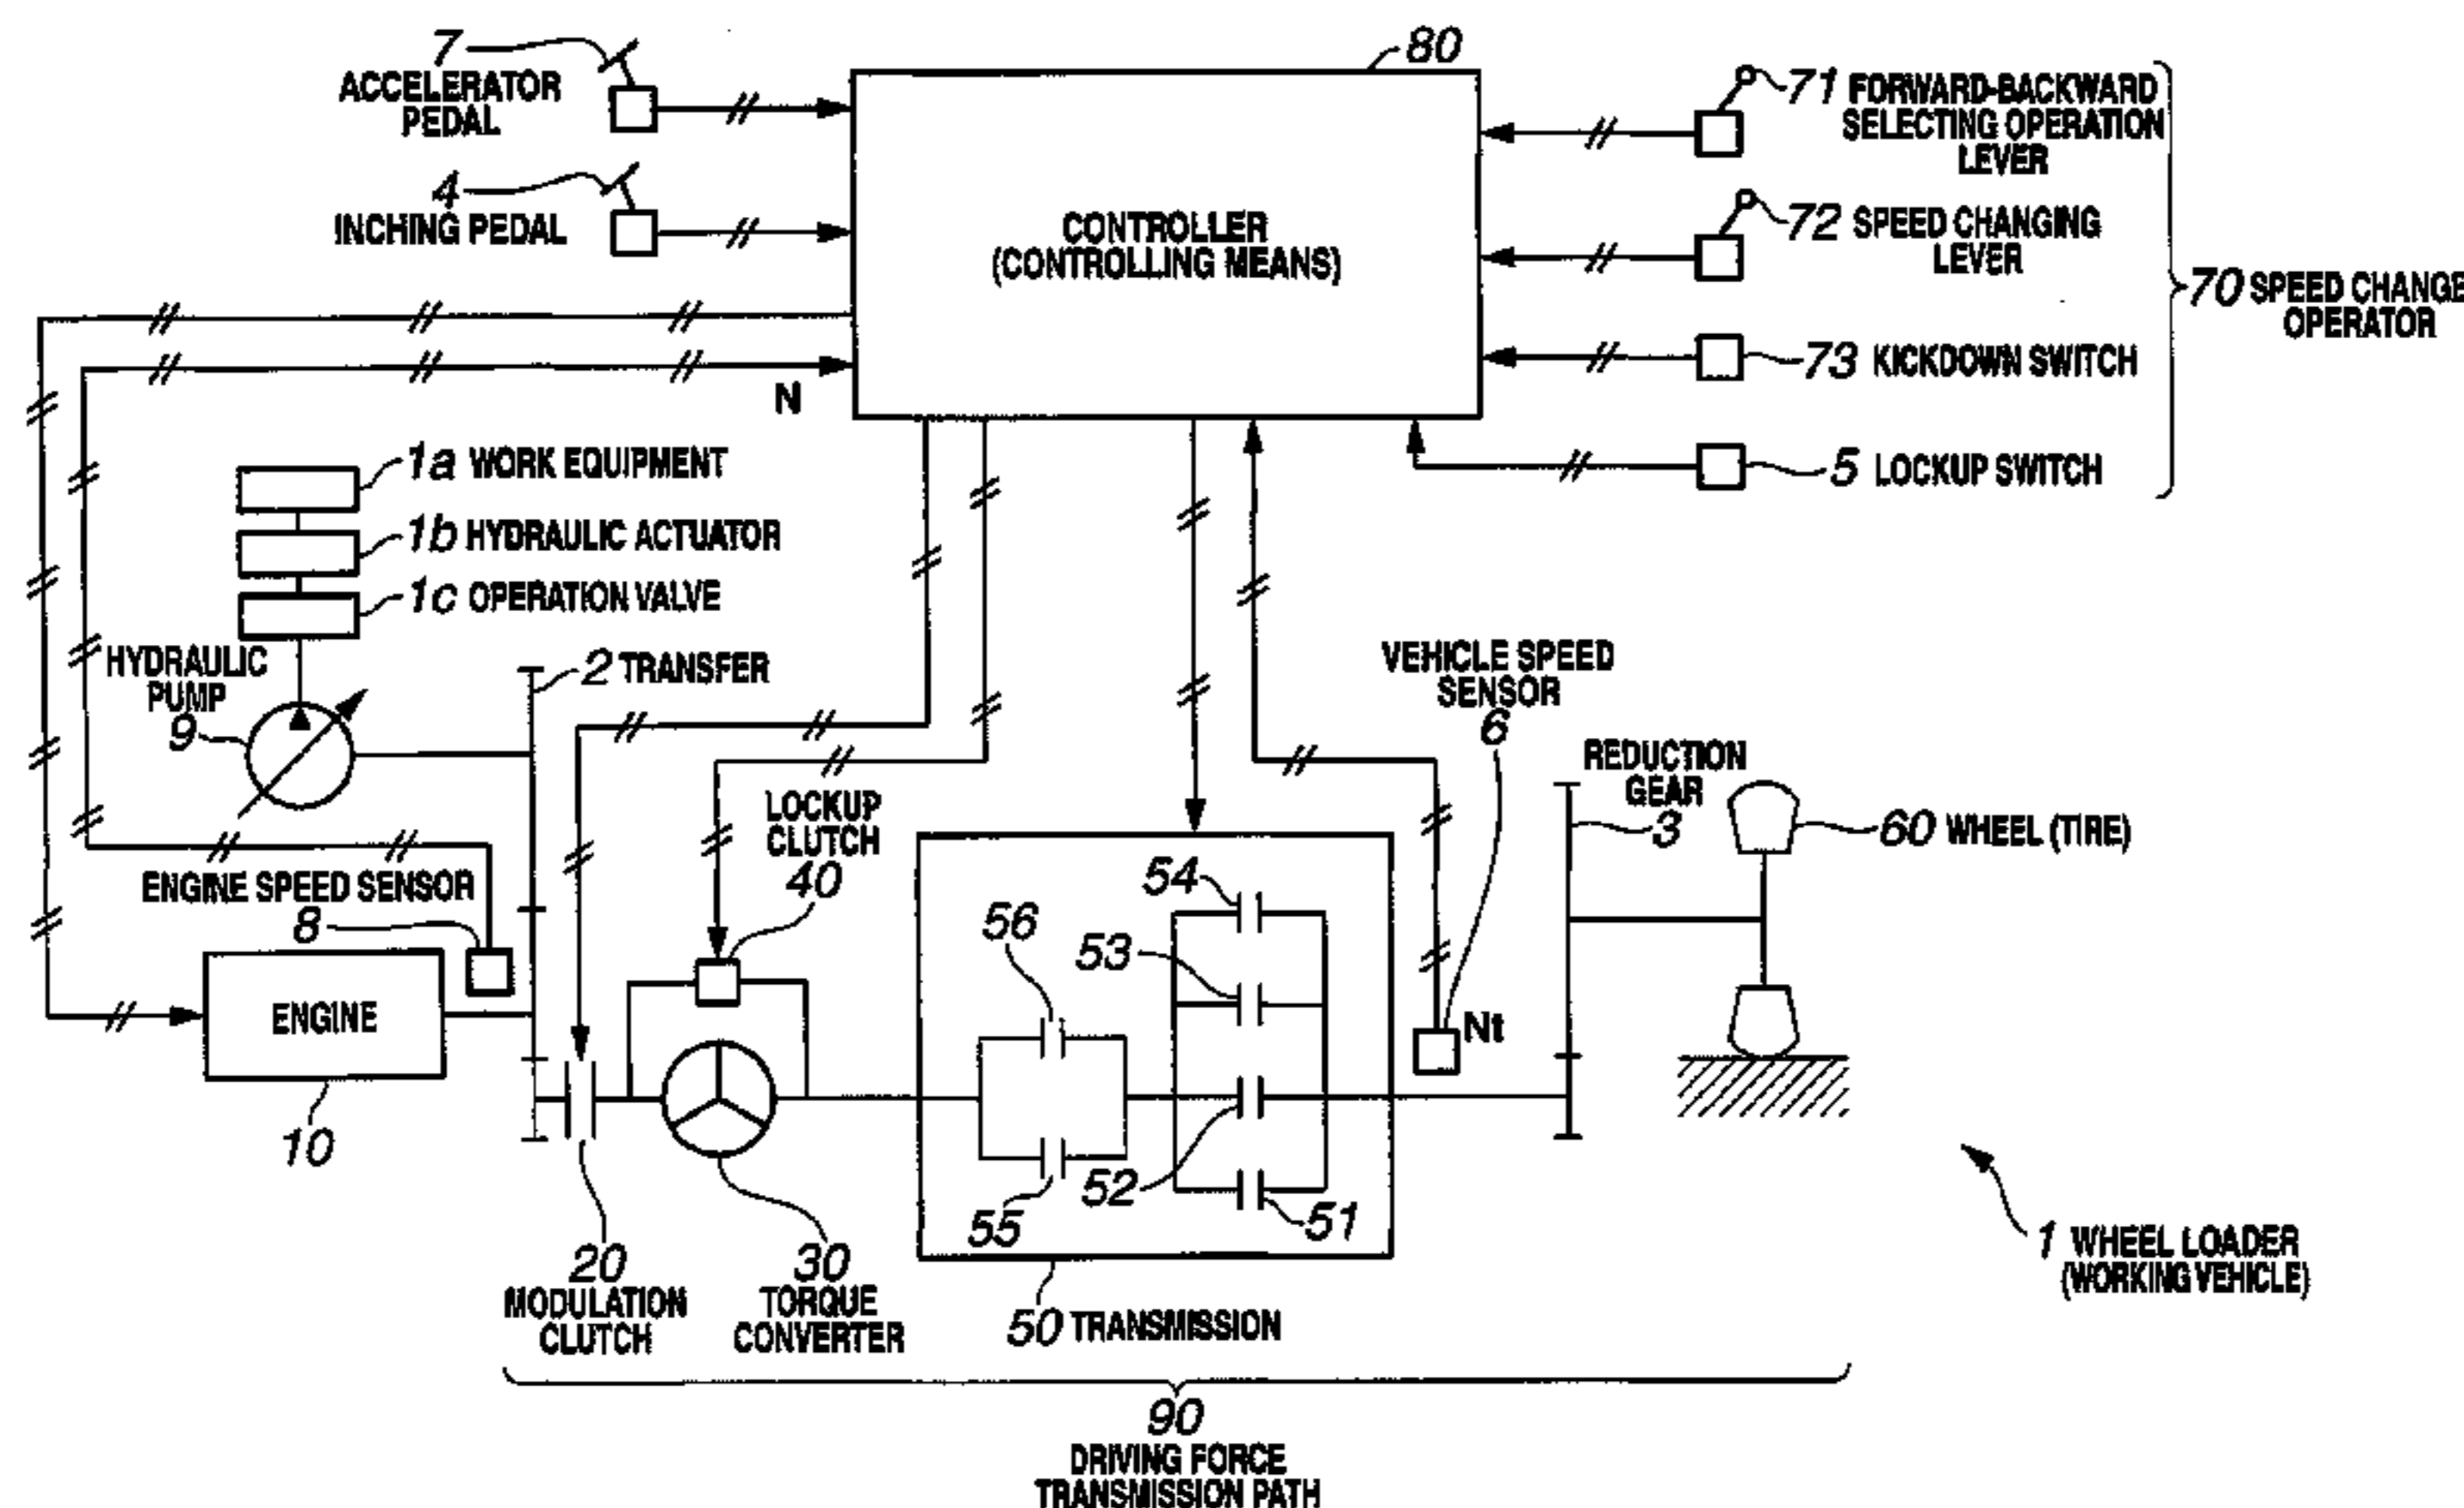 7
ACCELERATOR
PEDAL
4
INCHING PEDAL
80
CONTROLLER
(CONTROLLING MEANS)
71 FORWARD-BACKWARD
SELECTING OPERATION
LEVER
72 SPEED CHANGING
LEVER
73 KICKDOWN SWITCH
5 LOCKUP SWITCH
70 SPEED CHANGE
OPERATOR
N
1a WORK EQUIPMENT
1b HYDRAULIC ACTUATOR
1c OPERATION VALVE
HYDRAULIC
PUMP
9
2 TRANSFER
ENGINE SPEED SENSOR
8
ENGINE
10
LOCKUP
CLUTCH
40
VEHICLE SPEED
SENSOR
6
Nt
REDUCTION
GEAR
3
60 WHEEL (TIRE)
54
53
56
52
51
55
20
MODULATION
CLUTCH
30
TORQUE
CONVERTER
50 TRANSMISSION
1 WHEEL LOADER
(WORKING VEHICLE)
90
DRIVING FORCE
TRANSMISSION PATH